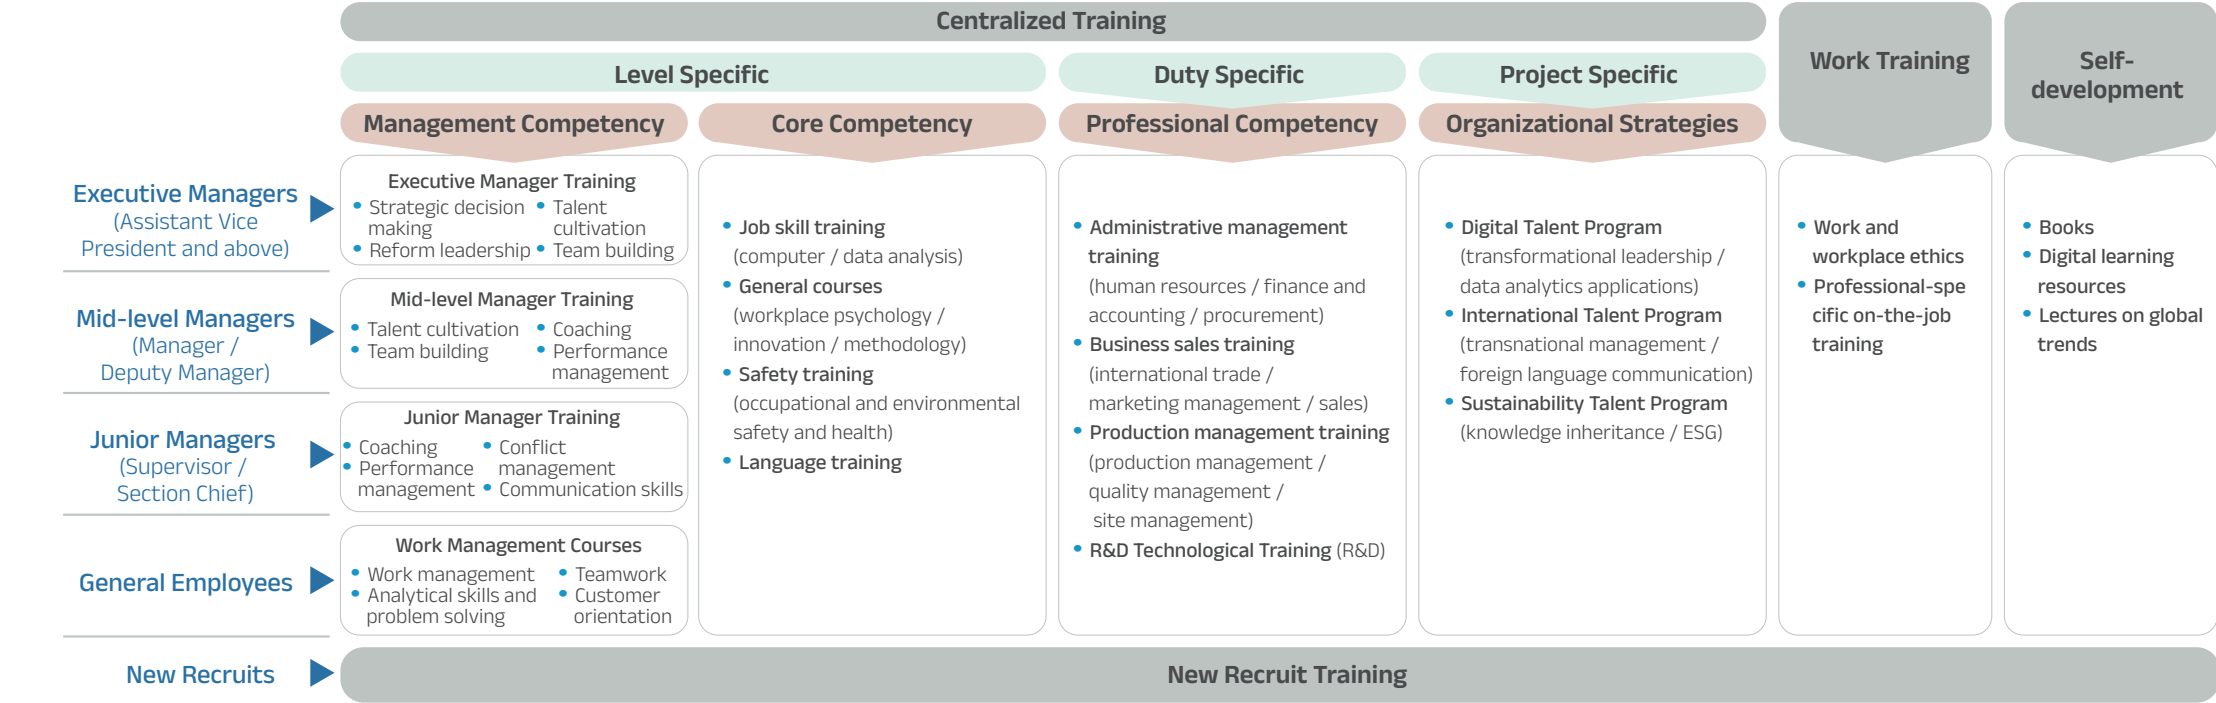 Centralized Training
Work Training
Self-
development
Level Specific
Duty Specific
Project Specific
Management Competency
Core Competency
Professional Competency
Organizational Strategies
Executive Managers
(Assistant Vice
President and above)
Executive Manager Training
• Strategic decision
making
• Reform leadership
• Talent
cultivation
• Team building
Mid-level Managers
(Manager /
Deputy Manager)
Mid-level Manager Training
• Talent cultivation
• Team building
• Coaching
• Performance
management
Junior Managers
(Supervisor /
Section Chief)
Junior Manager Training
• Coaching
• Performance
management
• Conflict
management
• Communication skills
General Employees
Work Management Courses
• Work management
• Analytical skills and
problem solving
• Teamwork
• Customer
orientation
• Job skill training
(computer / data analysis)
• General courses
(workplace psychology /
innovation / methodology)
• Safety training
(occupational and environmental
safety and health)
• Language training
• Administrative management
training
(human resources / finance and
accounting / procurement)
• Business sales training
(international trade /
marketing management / sales)
• Production management training
(production management /
quality management /
site management)
• R&D Technological Training (R&D)
• Digital Talent Program
(transformational leadership /
data analytics applications)
• International Talent Program
(transnational management /
foreign language communication)
• Sustainability Talent Program
(knowledge inheritance / ESG)
• Work and
workplace ethics
• Professional-spe
cific on-the-job
training
• Books
• Digital learning
resources
• Lectures on global
trends
New Recruits
New Recruit Training